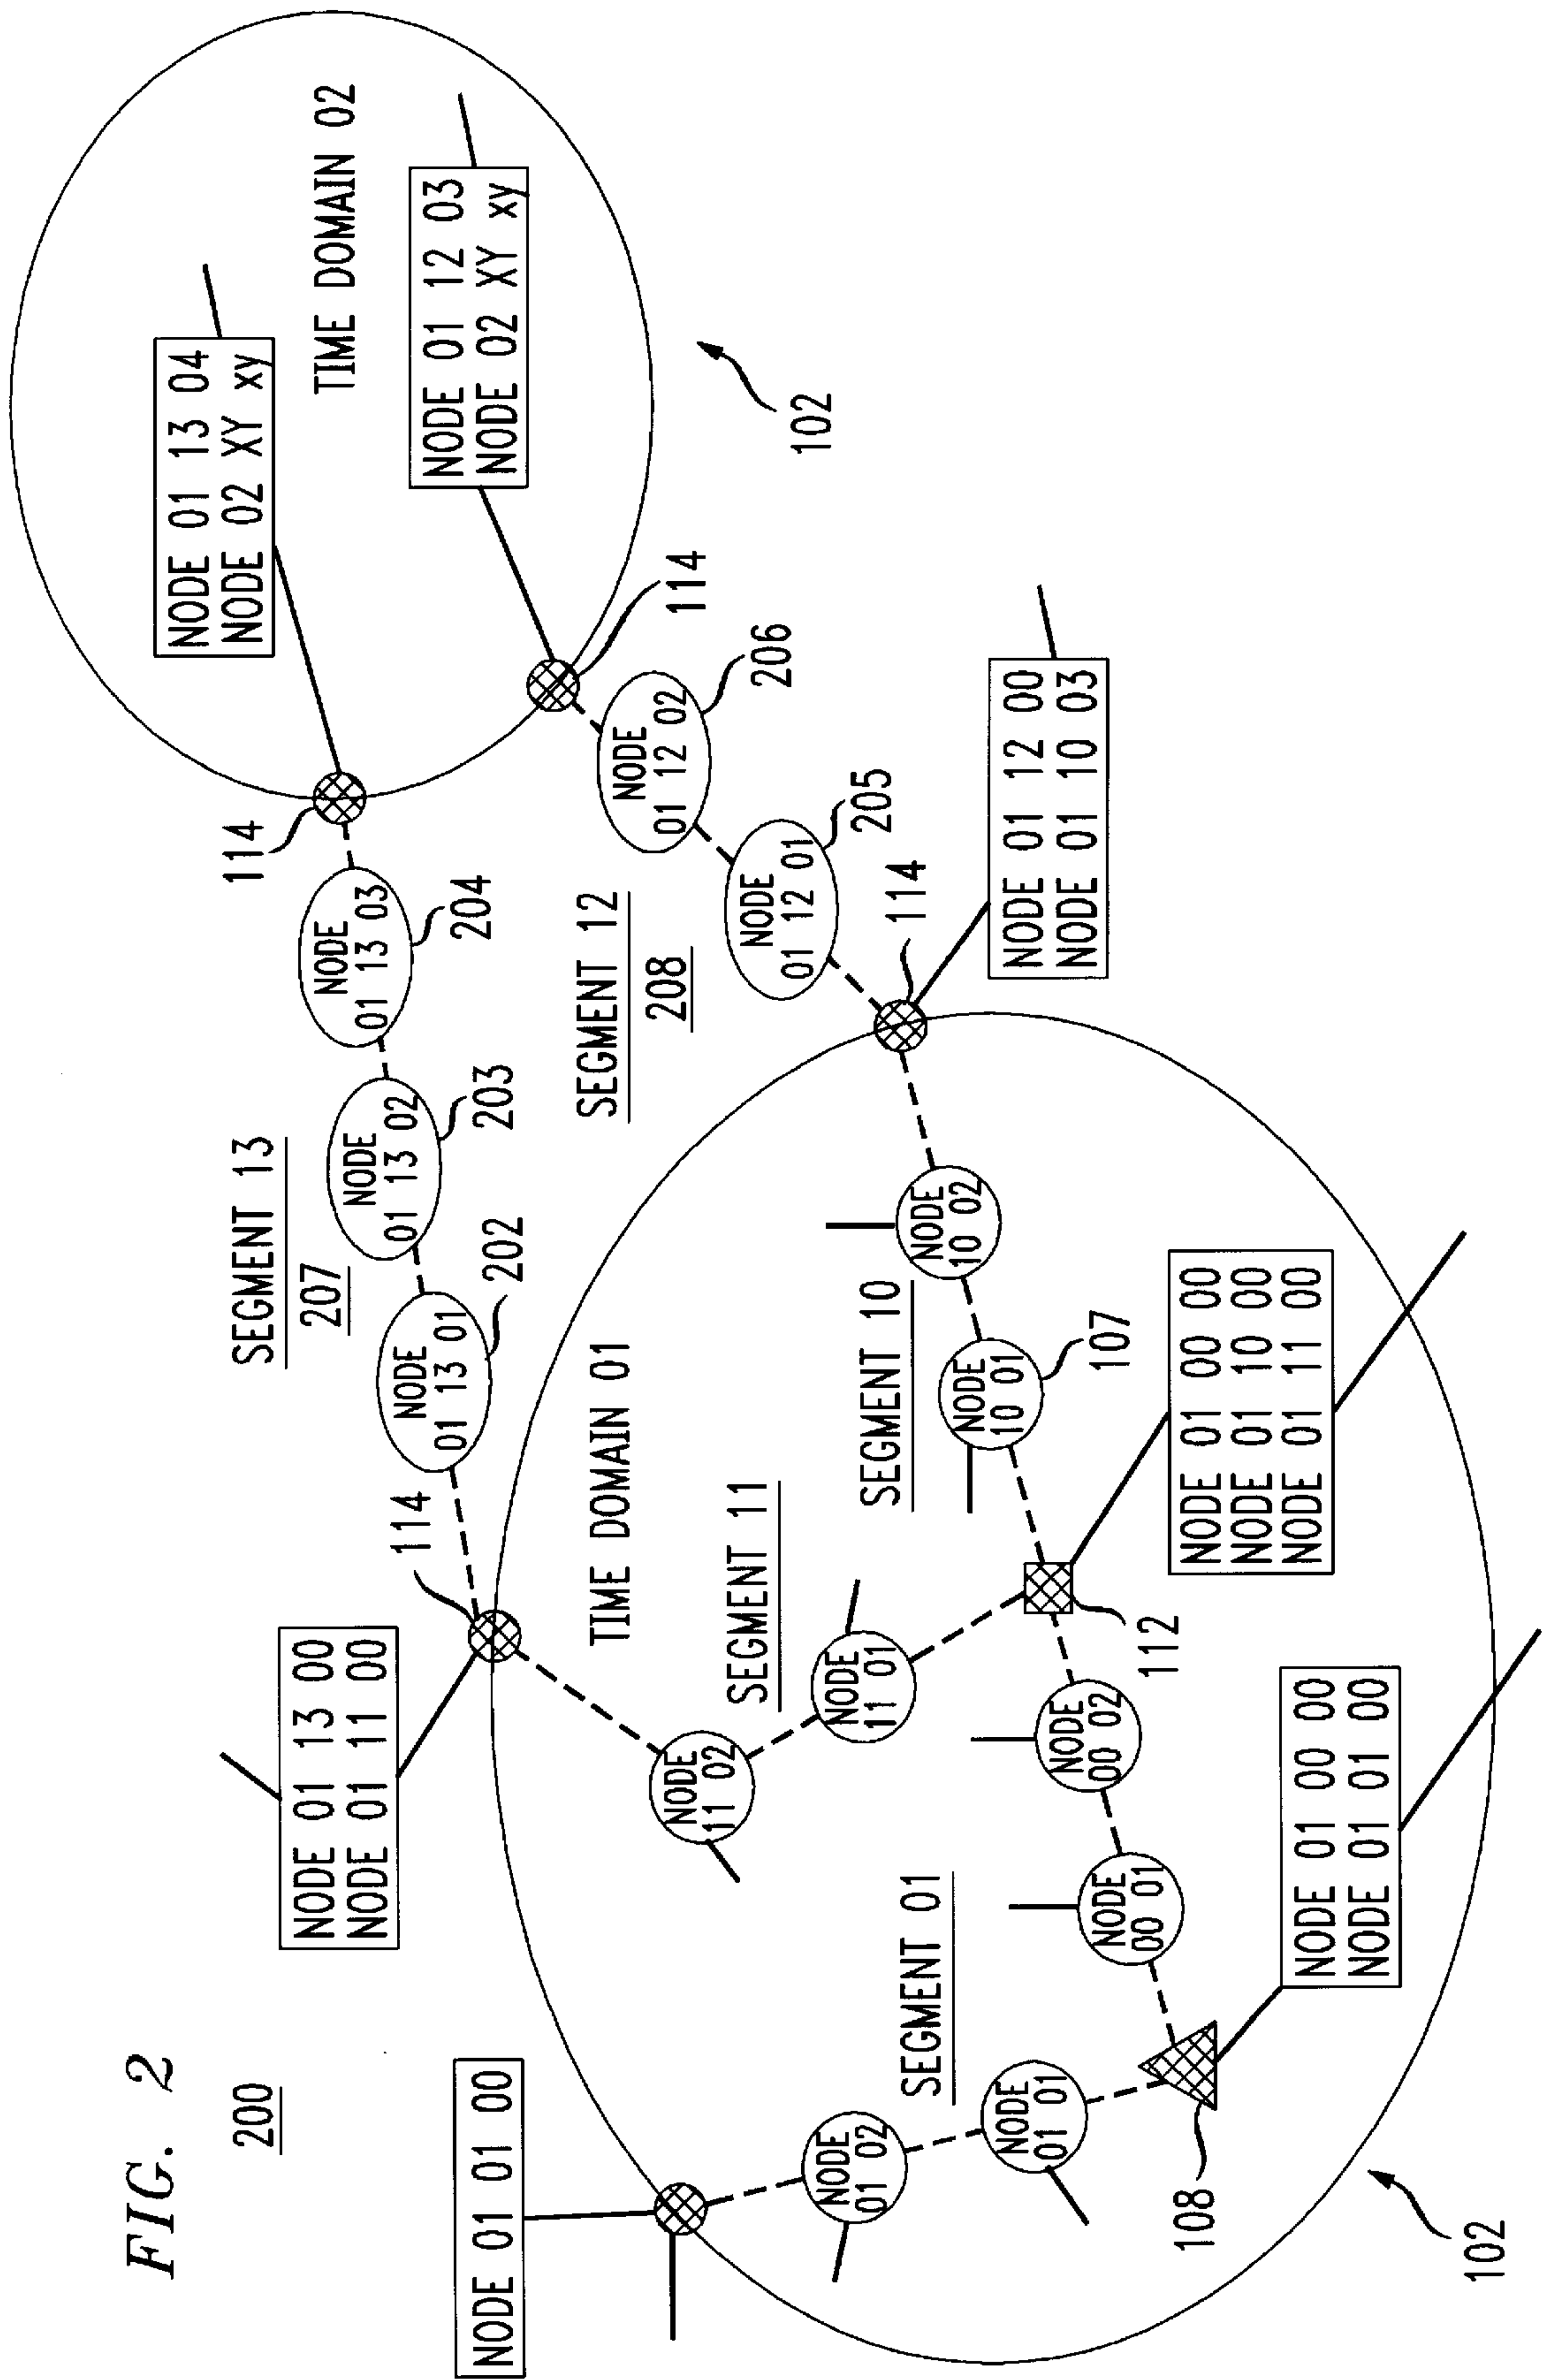 FIG. 2
200
NODE 01 01 00
NODE 01 13 00
NODE 01 11 00
114
SEGMENT 13
207
NODE
01 13 01
202
NODE
01 13 02
203
NODE
01 13 03
204
114
NODE 01 13 04
NODE 02 XY xy
TIME DOMAIN 02
NODE 01 12 03
NODE 02 XY xy
102
114
NODE
01 12 02
206
NODE
01 12 01
205
SEGMENT 12
208
114
NODE 01 12 00
NODE 01 10 03
TIME DOMAIN 01
SEGMENT 11
NODE
11 02
NODE
11 01
SEGMENT 10
NODE
10 02
NODE
10 01
107
112
NODE 01 00 00
NODE 01 10 00
NODE 01 11 00
NODE
00 02
NODE
00 01
SEGMENT 01
NODE
01 02
NODE
01 01
108
NODE 01 00 00
NODE 01 01 00
102